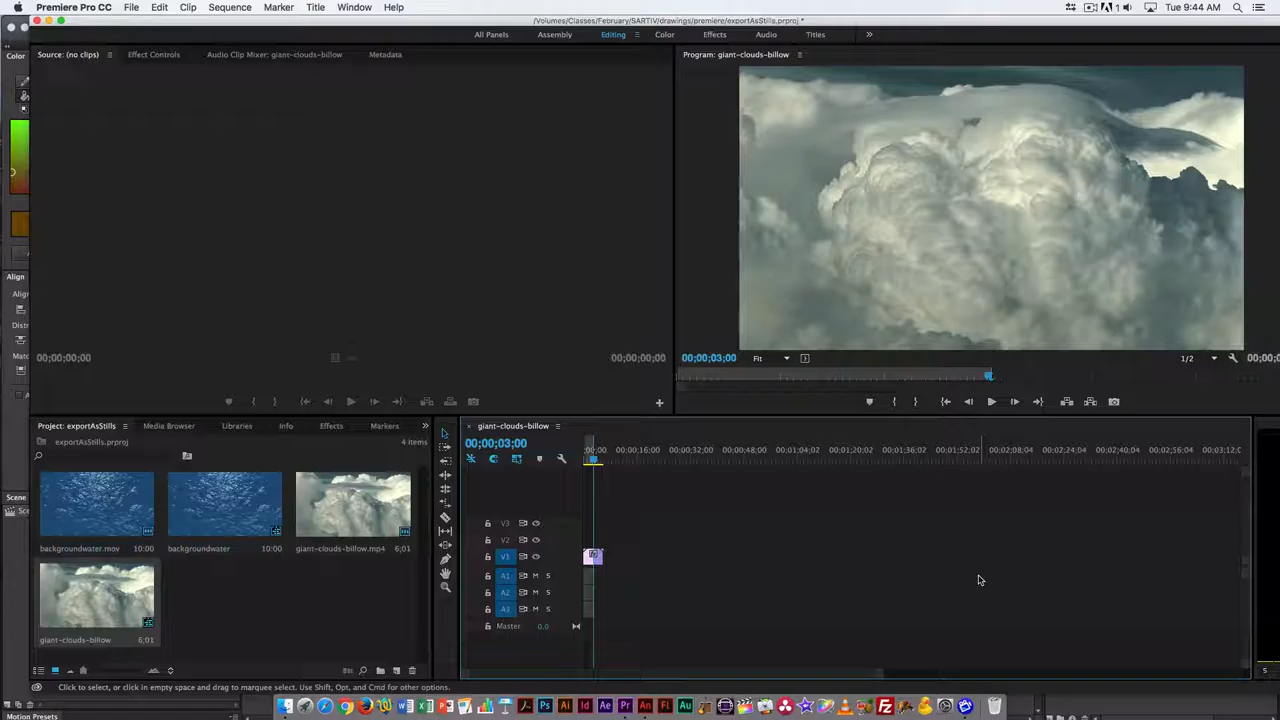 Premiere Pro CC File Edit Clip Sequence Marker Title Window Help 1 Tue 9:44 AM
/Volumes/Classes/February/SARTIV/drawings/premiere/exportAsStills.prproj *
All Panels Assembly Editing Color Effects Audio Titles
Color
Source: (no clips) Effect Controls Audio Clip Mixer: giant-clouds-billow Metadata
Program: giant-clouds-billow
Align
Align
Distr
Matc
00;00;00;00 00;00;00;00
00;00;03;00 Fit 1/2 00;00
Project: exportAsStills Media Browser Libraries Info Effects Markers
exportAsStills.prproj 4 items
backgroundwater.mov 10:00 backgroundwater 10:00 giant-clouds-billow.mp4 6;01
giant-clouds-billow 6;01
Scene
Sce
giant-clouds-billow
00;00;03;00
;00;00 00;00;16;00 00;00;32;00 00;00;48;00 00;01;04;02 00;01;20;02 00;01;36;02 00;01;52;02 00;02;08;04 00;02;24;04 00;02;40;04 00;02;56;04 00;03;12;0
V3
V2
V1
A1 M S
A2 M S
A3 M S
Master 0.0
Click to select, or click in empty space and drag to marquee select. Use Shift, Opt, and Cmd for other options.
Motion Presets